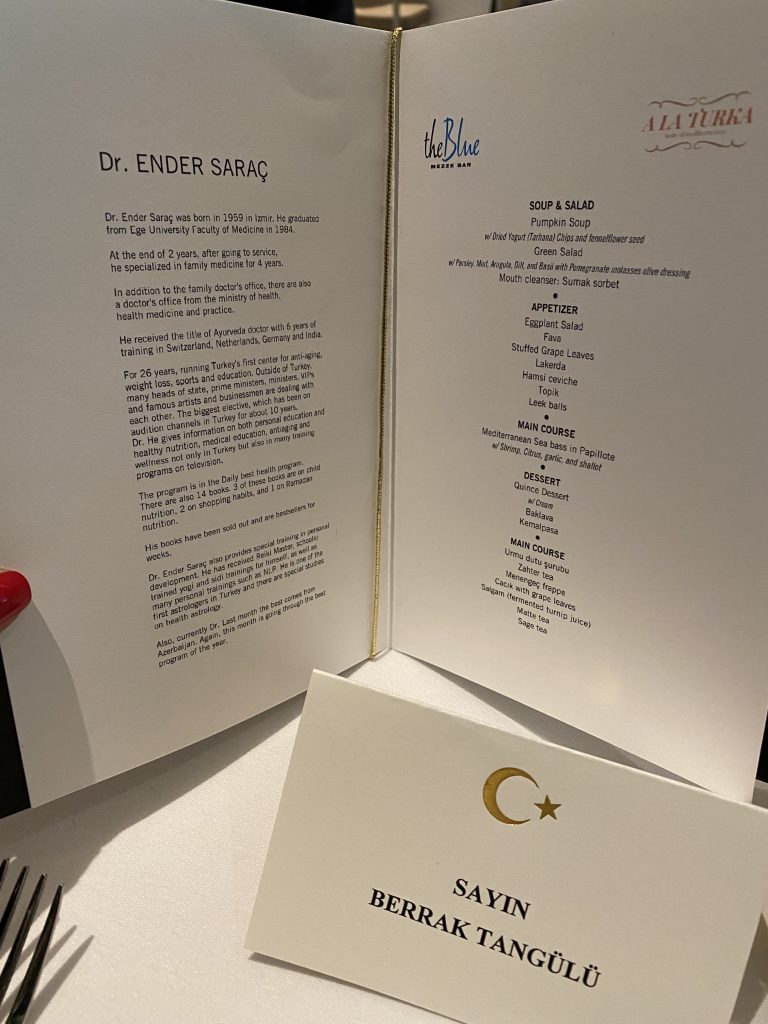 Dr. ENDER SARAÇ
Dr. Ender Saraç was born in 1959 in Izmir. He graduated
from Ege University Faculty of Medicine in 1984.
At the end of 2 years, after going to service,
he specialized in family medicine for 4 years.
In addition to the family doctor's office, there are also
a doctor's office from the ministry of health,
health medicine and practice.
He received the title of Ayurveda doctor with 6 years of
training in Switzerland, Netherlands, Germany and India.
For 26 years, running Turkey's first center for anti-aging,
weight loss, sports and education. Outside of Turkey,
many heads of state, prime ministers, ministers, VIPs
and famous artists and businessmen are dealing with
each other. The biggest elective, which has been on
audition channels in Turkey for about 10 years,
Dr. He gives information on both personal education and
healthy nutrition, medical education, antiaging and
wellness not only in Turkey but also in many training
programs on television.
The program is in the Daily best health program.
There are also 14 books. 3 of these books are on child
nutrition, 2 on shopping habits, and 1 on Ramadan
nutrition.
His books have been sold out and are bestsellers for
weeks.
Dr. Ender Saraç also provides special training in personal
development. He has received Reiki Master, schoolki
trained yogi and sidi trainings for himself, as well as
many personal trainings such as NLP. He is one of the
first astrologers in Turkey and there are special studies
on health astrology.
Also, currently Dr. Last month the best comes from
Azerbaijan. Again, this month is going through the best
program of the year.
theBlue
MEZZE BAR
A LA TURKA
SOUP & SALAD
Pumpkin Soup
w/ Dried Yogurt (Tarhana) Chips and fennelflower seed
Green Salad
w/ Parsley, Mint, Arugula, Dill, and Basil with Pomegranate molasses olive dressing
Mouth cleanser: Sumak sorbet
APPETIZER
Eggplant Salad
Fava
Stuffed Grape Leaves
Lakerda
Hamsi ceviche
Topik
Leek balls
MAIN COURSE
Mediterranean Sea bass in Papillote
w/ Shrimp, Citrus, garlic, and shallot
DESSERT
Quince Dessert
w/ Cream
Baklava
Kemalpasa
MAIN COURSE
Urmu dutu şurubu
Zahter tea
Menengeç frappe
Cacık with grape leaves
Şalgam (fermented turnip juice)
Matte tea
Sage tea
SAYIN
BERRAK TANGÜLÜ